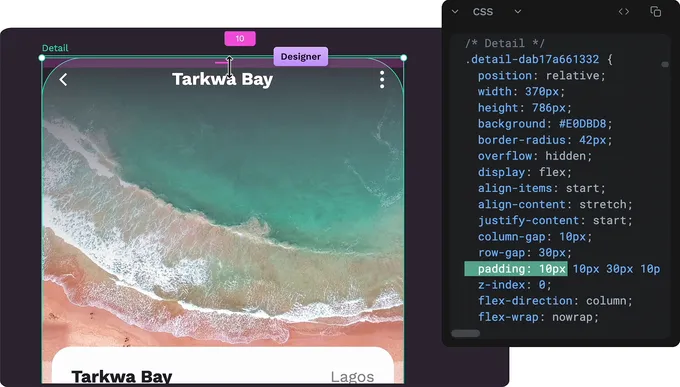 CSS
10
Detail
Designer
Tarkwa Bay
/* Detail */
.detail-dab17a661332 {
position: relative;
width: 370px;
height: 786px;
background: #E0DBD8;
border-radius: 42px;
overflow: hidden;
display: flex;
align-items: start;
align-content: stretch;
justify-content: start;
column-gap: 10px;
row-gap: 30px;
padding: 10px 10px 30px 10p
z-index: 0;
flex-direction: column;
flex-wrap: nowrap;
Tarkwa Bay
Lagos